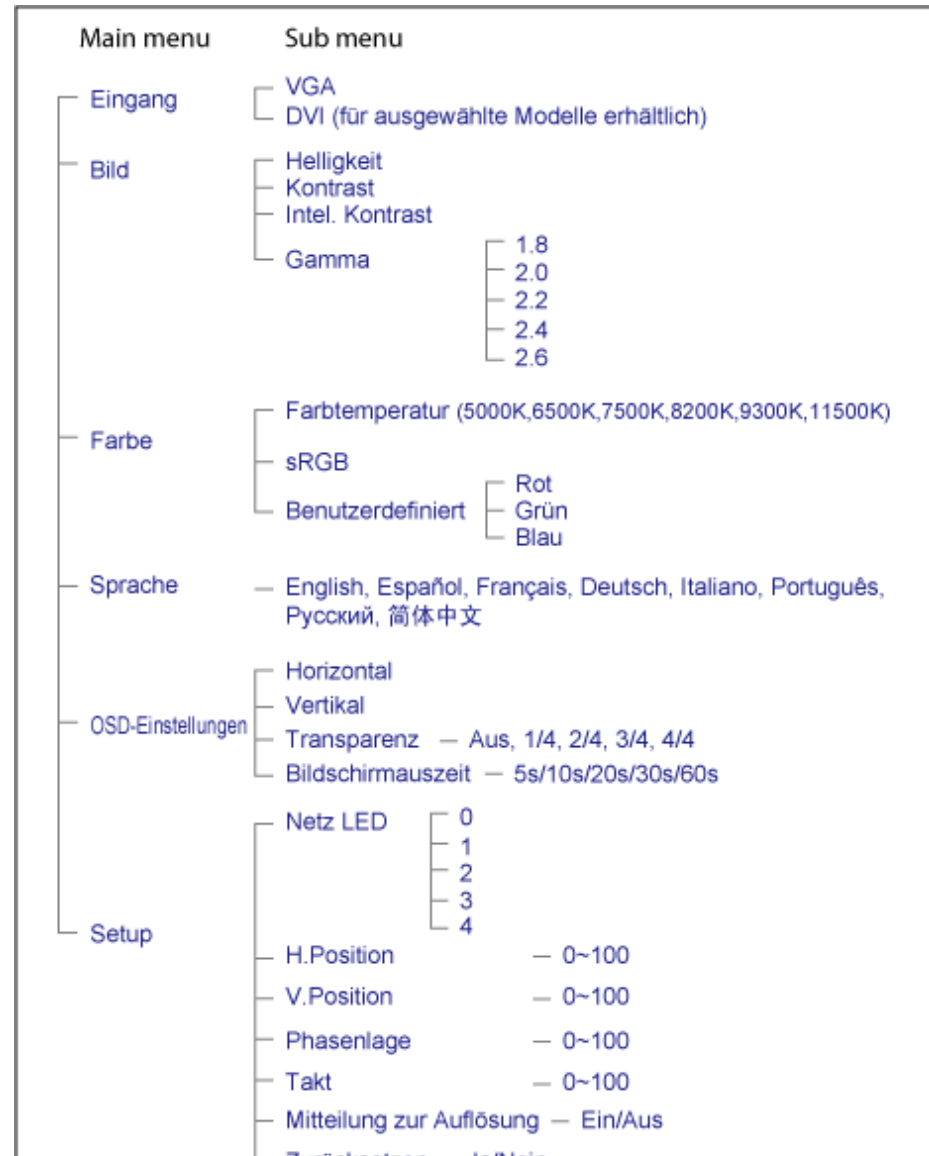 Main menu Sub menu
Eingang
VGA
DVI (für ausgewählte Modelle erhältlich)
Bild
Helligkeit
Kontrast
Intel. Kontrast
Gamma
1.8
2.0
2.2
2.4
2.6
Farbe
Farbtemperatur (5000K,6500K,7500K,8200K,9300K,11500K)
sRGB
Benutzerdefiniert
Rot
Grün
Blau
Sprache
English, Español, Français, Deutsch, Italiano, Português,
Русский, 简体中文
OSD-Einstellungen
Horizontal
Vertikal
Transparenz — Aus, 1/4, 2/4, 3/4, 4/4
Bildschirmauszeit — 5s/10s/20s/30s/60s
Setup
Netz LED
0
1
2
3
4
H.Position — 0~100
V.Position — 0~100
Phasenlage — 0~100
Takt — 0~100
Mitteilung zur Auflösung — Ein/Aus